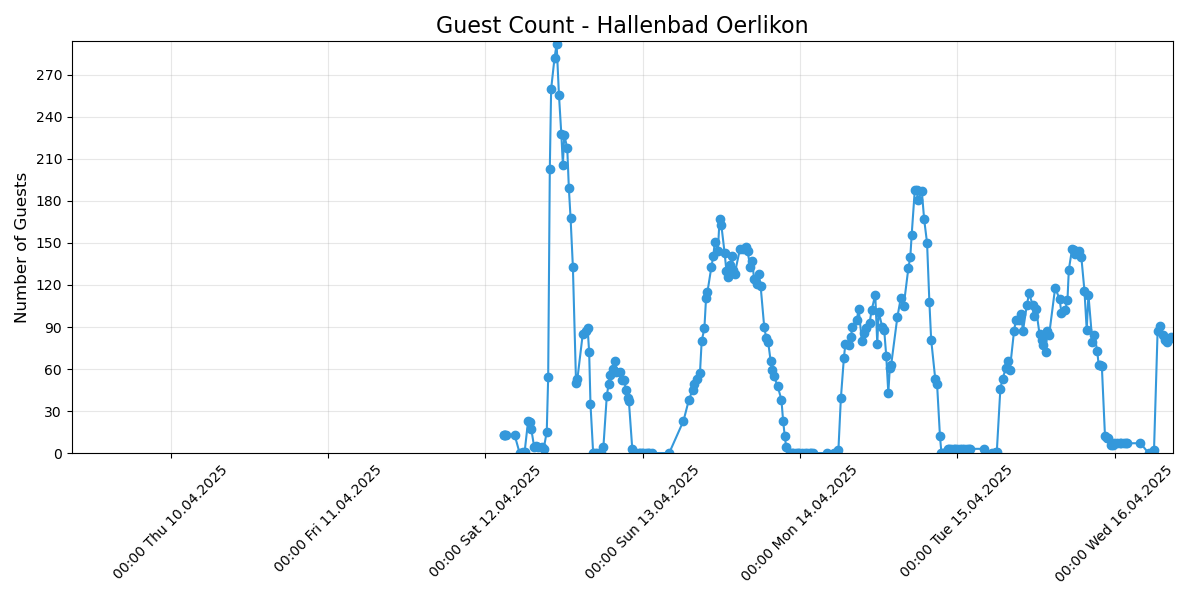 Guest Count - Hallenbad Oerlikon
Number of Guests
270
240
210
180
150
120
90
60
30
0
00:00 Thu 10.04.2025
00:00 Fri 11.04.2025
00:00 Sat 12.04.2025
00:00 Sun 13.04.2025
00:00 Mon 14.04.2025
00:00 Tue 15.04.2025
00:00 Wed 16.04.2025